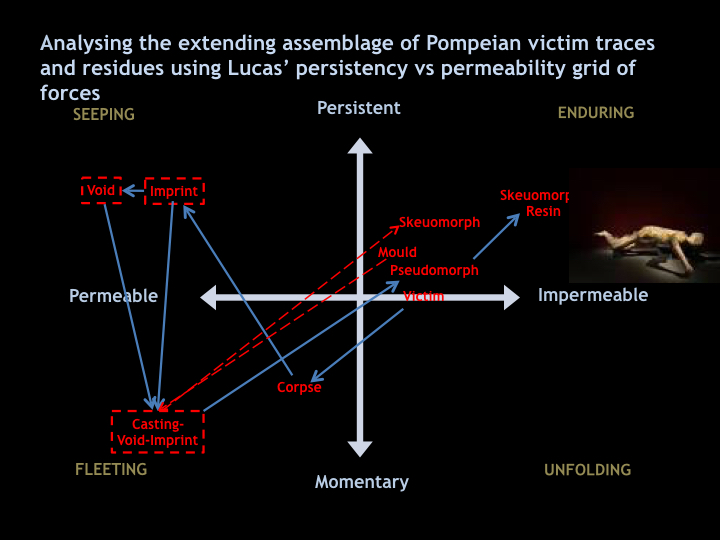 Analysing the extending assemblage of Pompeian victim traces
and residues using Lucas’ persistency vs permeability grid of
forces
SEEPING
Persistent
ENDURING
Void
Imprint
Skeuomorp
Resin
Skeuomorph
Mould
Pseudomorph
Victim
Permeable
Impermeable
Corpse
Casting-
Void-Imprint
FLEETING
Momentary
UNFOLDING